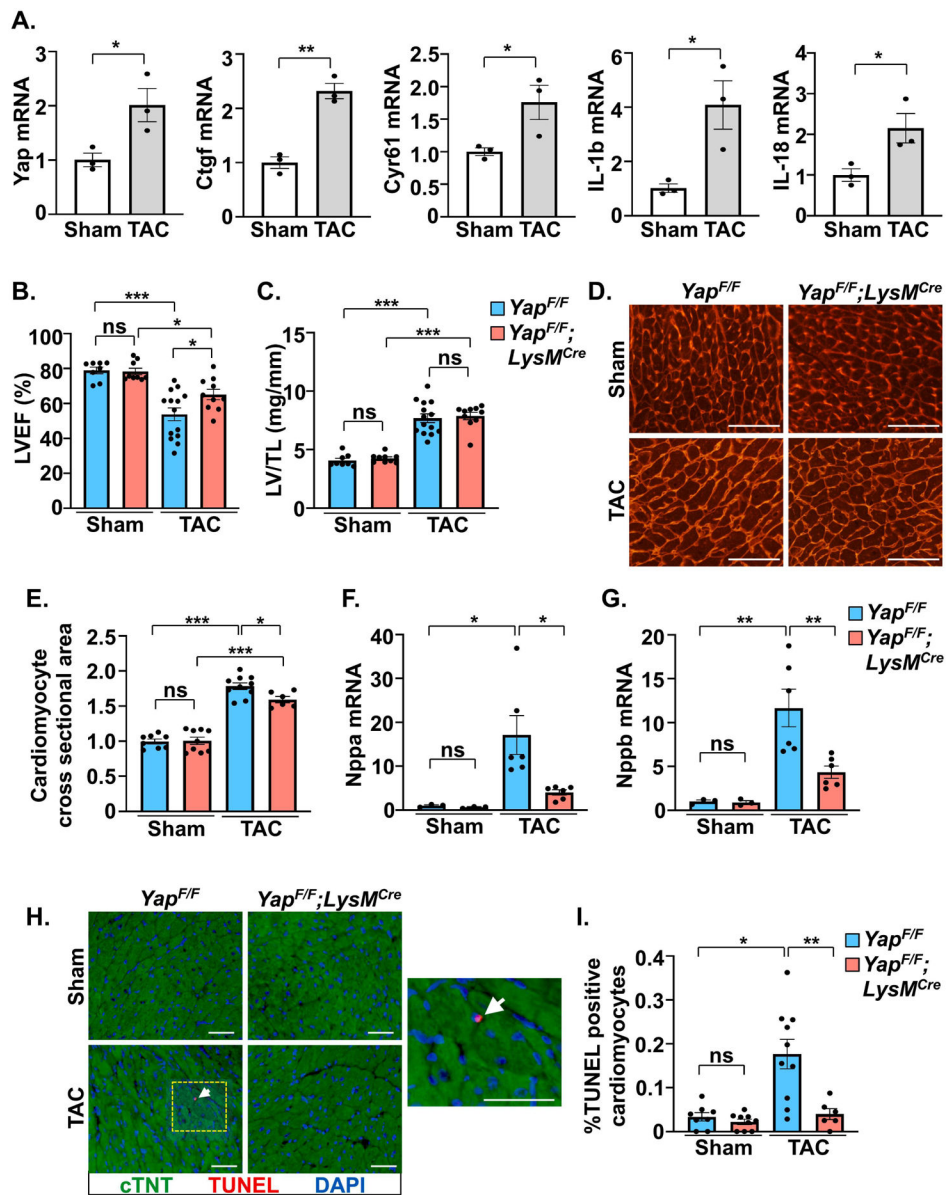 A.
Yap mRNA
3
2
1
0
*
Sham TAC
Ctgf mRNA
3
2
1
0
**
Sham TAC
Cyr61 mRNA
2.5
2.0
1.5
1.0
0.5
0
*
Sham TAC
IL-1b mRNA
6
4
2
0
*
Sham TAC
IL-18 mRNA
4
3
2
1
0
*
Sham TAC
B.
LVEF (%)
100
80
60
40
20
0
***
ns
*
*
Sham TAC
C.
LV/TL (mg/mm)
15
10
5
0
***
***
ns
ns
Sham TAC
Yap^F/F
Yap^F/F;
LysM^Cre
D.
Yap^F/F Yap^F/F;LysM^Cre
Sham
TAC
E.
Cardiomyocyte
cross sectional area
2.5
2.0
1.5
1.0
0.5
0
*** *
***
ns
Sham TAC
F.
Nppa mRNA
40
30
20
10
0
* *
ns
Sham TAC
G.
Nppb mRNA
20
15
10
5
0
** **
ns
Sham TAC
Yap^F/F
Yap^F/F;
LysM^Cre
H.
Yap^F/F Yap^F/F;LysM^Cre
Sham
TAC
cTNT TUNEL DAPI
I.
%TUNEL positive
cardiomyocytes
0.4
0.3
0.2
0.1
0
* **
ns
Sham TAC
Yap^F/F
Yap^F/F;
LysM^Cre